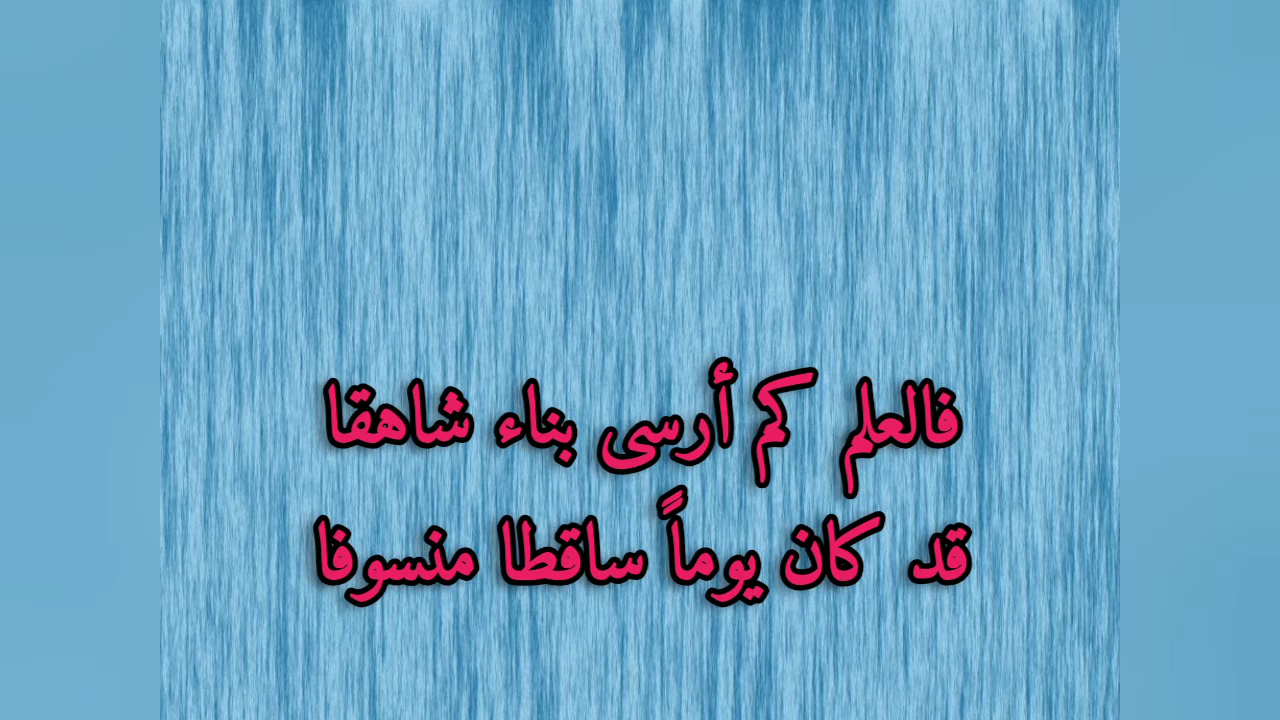 فالعلم كم أرسى بناء شاهقا
قد كان يوماً ساقطا منسوفا